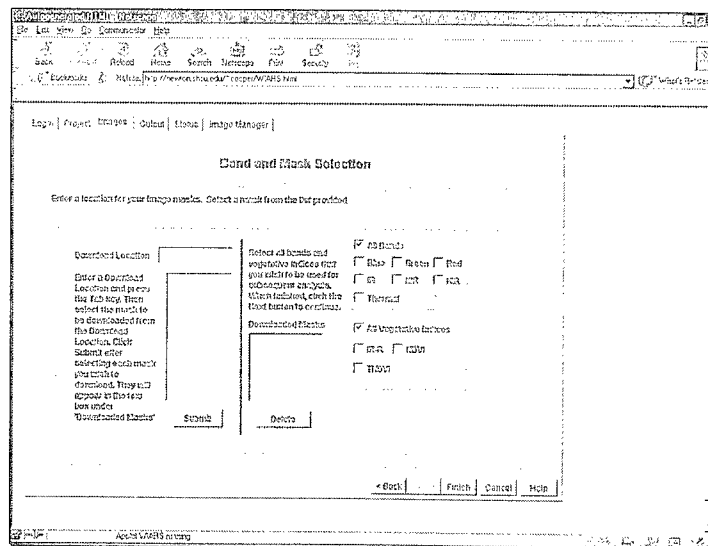 Go Communicator Help
Back Reload Home Search Netscape Print Security
Bookmarks
What's Related
Login Project Images Output Status Image Manager
Band and Mask Selection
Enter a location for your image masks. Select a mask from the list provided
Download Location
Enter a Download
Location and press
the Tab key. Then
select the mask to
be downloaded from
the Download
Location. Click
Submit after
selecting each mask
you wish to
download. They will
appear in the text
box under
'Downloaded Masks'
Submit
Select all bands and
vegetative indices that
you wish to be used for
subsequent analysis.
When finished, click the
Next button to continue.
Downloaded Masks
Delete
All Bands
Blue Green Red
Thermal
All Vegetative Indices
< Back Finish Cancel Help
Applet WARS running